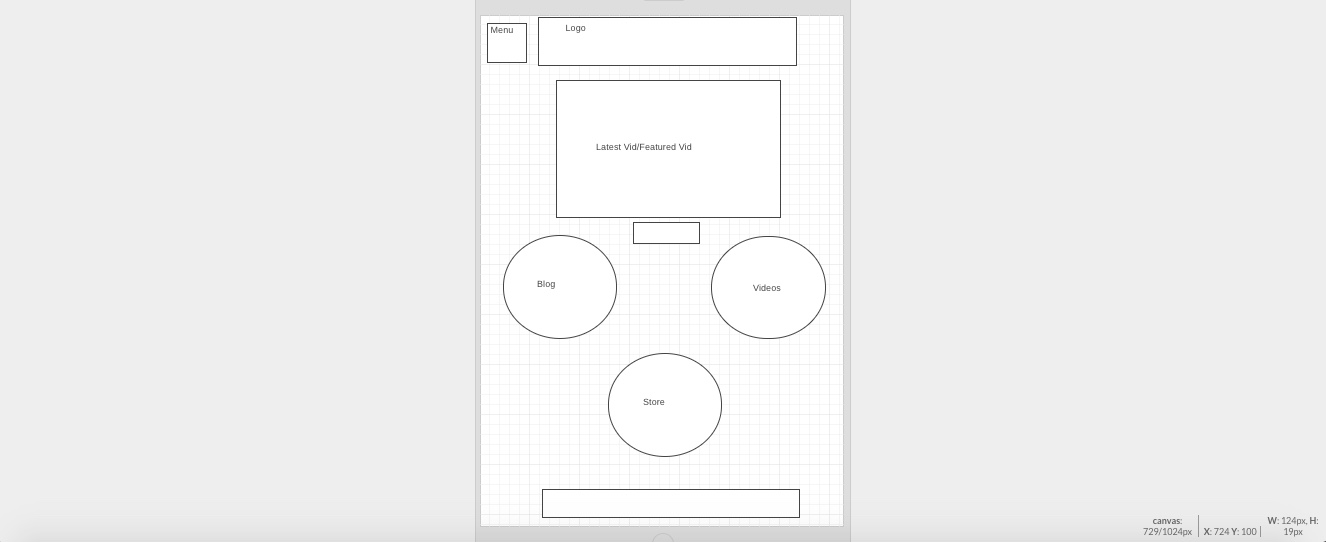 Menu
Logo
Latest Vid/Featured Vid
Blog
Videos
Store
canvas:
729/1024px
X: 724 Y: 100
W: 124px, H:
19px